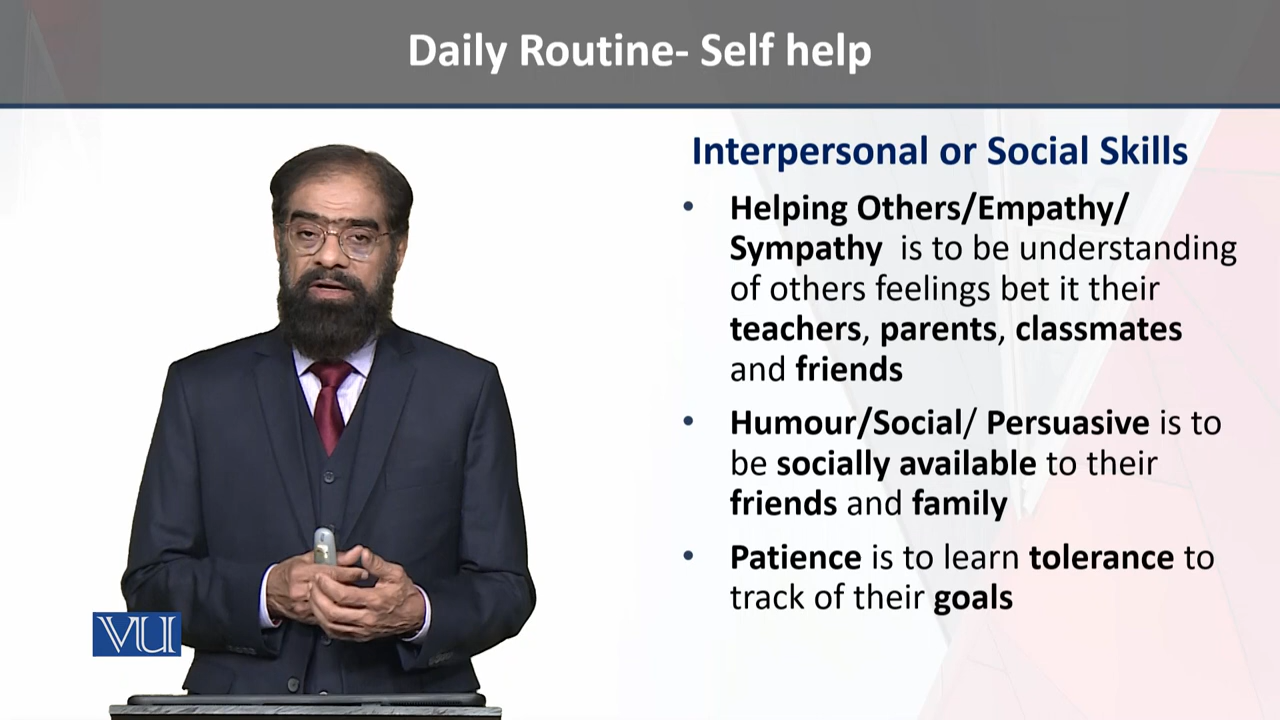 Daily Routine- Self help
Interpersonal or Social Skills
• Helping Others/Empathy/
Sympathy is to be understanding
of others feelings bet it their
teachers, parents, classmates
and friends
• Humour/Social/ Persuasive is to
be socially available to their
friends and family
• Patience is to learn tolerance to
track of their goals
VU